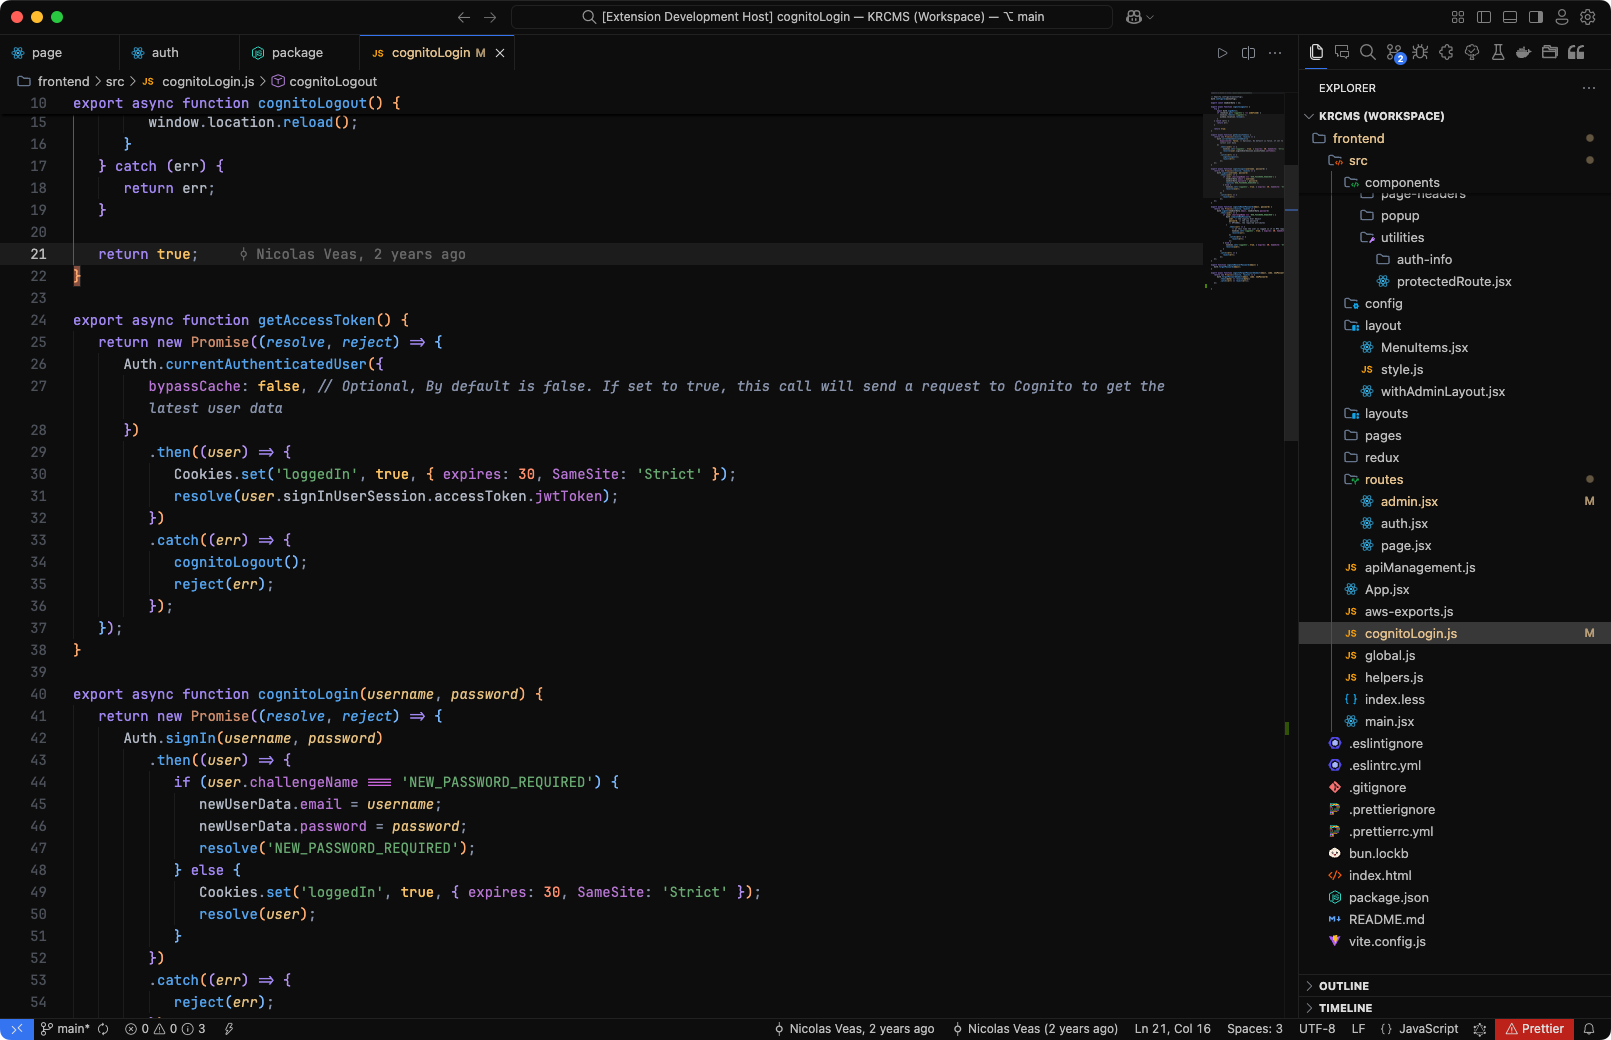 [Extension Development Host] cognitoLogin — KRCMS (Workspace) — ⌥ main
page
auth
package
JS cognitoLogin M
frontend > src > JS cognitoLogin.js > cognitoLogout
10 export async function cognitoLogout() {
15 window.location.reload();
16 }
17 } catch (err) {
18 return err;
19 }
20
21 return true; Nicolas Veas, 2 years ago
22 }
23
24 export async function getAccessToken() {
25 return new Promise((resolve, reject) => {
26 Auth.currentAuthenticatedUser({
27 bypassCache: false, // Optional, By default is false. If set to true, this call will send a request to Cognito to get the
latest user data
28 })
29 .then((user) => {
30 Cookies.set('loggedIn', true, { expires: 30, SameSite: 'Strict' });
31 resolve(user.signInUserSession.accessToken.jwtToken);
32 })
33 .catch((err) => {
34 cognitoLogout();
35 reject(err);
36 });
37 });
38 }
39
40 export async function cognitoLogin(username, password) {
41 return new Promise((resolve, reject) => {
42 Auth.signIn(username, password)
43 .then((user) => {
44 if (user.challengeName === 'NEW_PASSWORD_REQUIRED') {
45 newUserData.email = username;
46 newUserData.password = password;
47 resolve('NEW_PASSWORD_REQUIRED');
48 } else {
49 Cookies.set('loggedIn', true, { expires: 30, SameSite: 'Strict' });
50 resolve(user);
51 }
52 })
53 .catch((err) => {
54 reject(err);
2
EXPLORER
KRCMS (WORKSPACE)
frontend
src
components
page-headers
popup
utilities
auth-info
protectedRoute.jsx
config
layout
MenuItems.jsx
JS style.js
withAdminLayout.jsx
layouts
pages
redux
routes
admin.jsx M
auth.jsx
page.jsx
JS apiManagement.js
App.jsx
JS aws-exports.js
JS cognitoLogin.js M
JS global.js
JS helpers.js
{ } index.less
main.jsx
.eslintignore
.eslintrc.yml
.gitignore
.prettierignore
.prettierrc.yml
bun.lockb
index.html
package.json
README.md
vite.config.js
OUTLINE
TIMELINE
main* 0 0 3 Nicolas Veas, 2 years ago Nicolas Veas (2 years ago) Ln 21, Col 16 Spaces: 3 UTF-8 LF {} JavaScript Prettier